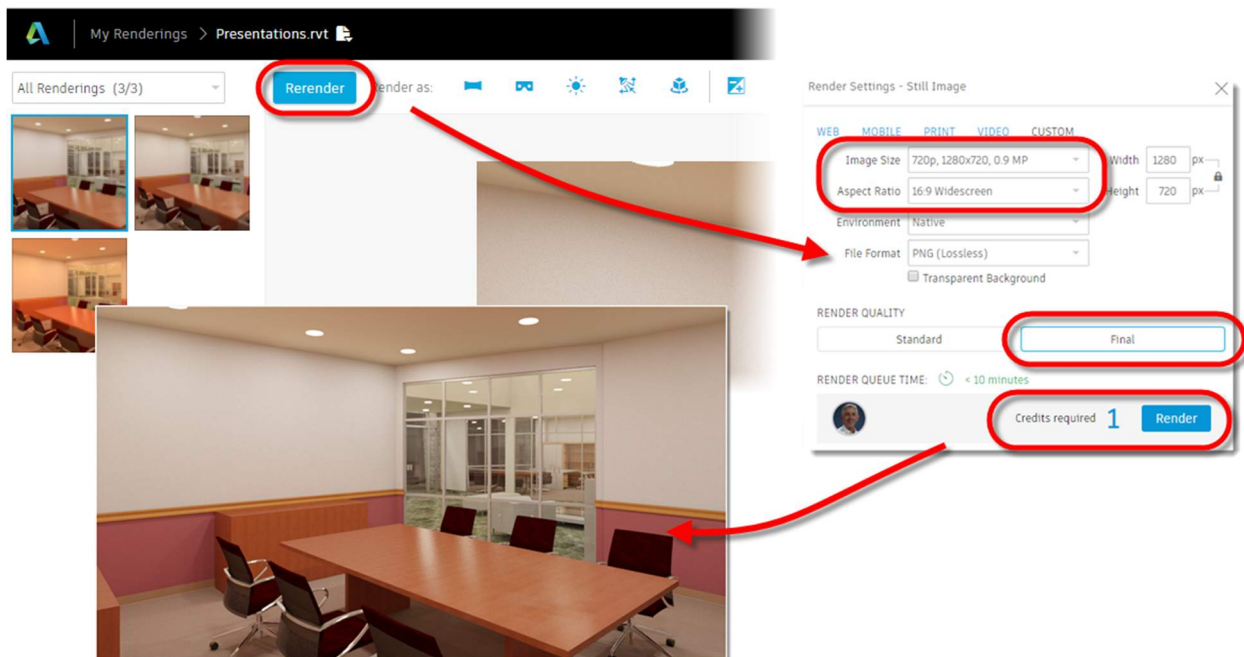 My Renderings > Presentations.rvt
All Renderings (3/3)
Rerender
Render as:
Render Settings - Still Image
WEB MOBILE PRINT VIDEO CUSTOM
Image Size 720p, 1280x720, 0.9 MP Width 1280 px
Aspect Ratio 16:9 Widescreen Height 720 px
Environment Native
File Format PNG (Lossless)
Transparent Background
RENDER QUALITY
Standard Final
RENDER QUEUE TIME: < 10 minutes
Credits required 1 Render